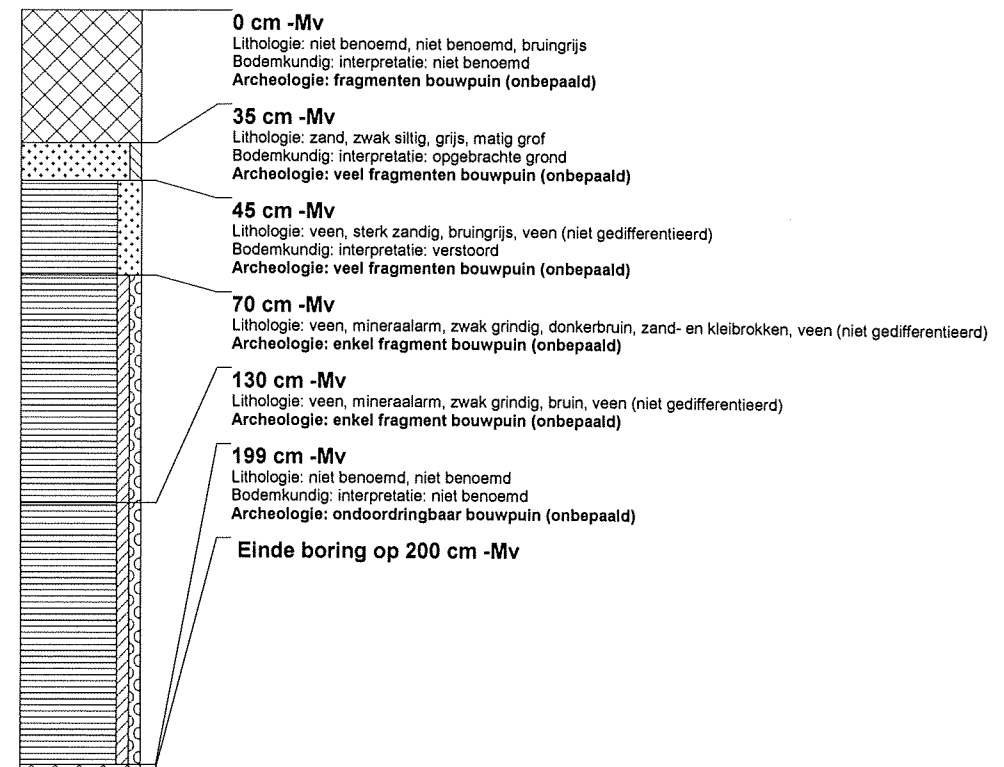 0 cm -Mv
Lithologie: niet benoemd, niet benoemd, bruingrijs
Bodemkundig: interpretatie: niet benoemd
Archeologie: fragmenten bouwpuin (onbepaald)
35 cm -Mv
Lithologie: zand, zwak siltig, grijs, matig grof
Bodemkundig: interpretatie: opgebrachte grond
Archeologie: veel fragmenten bouwpuin (onbepaald)
45 cm -Mv
Lithologie: veen, sterk zandig, bruingrijs, veen (niet gedifferentieerd)
Bodemkundig: interpretatie: verstoord
Archeologie: veel fragmenten bouwpuin (onbepaald)
70 cm -Mv
Lithologie: veen, mineraalarm, zwak grindig, donkerbruin, zand- en kleibrokken, veen (niet gedifferentieerd)
Archeologie: enkel fragment bouwpuin (onbepaald)
130 cm -Mv
Lithologie: veen, mineraalarm, zwak grindig, bruin, veen (niet gedifferentieerd)
Archeologie: enkel fragment bouwpuin (onbepaald)
199 cm -Mv
Lithologie: niet benoemd, niet benoemd
Bodemkundig: interpretatie: niet benoemd
Archeologie: ondoordringbaar bouwpuin (onbepaald)
Einde boring op 200 cm -Mv